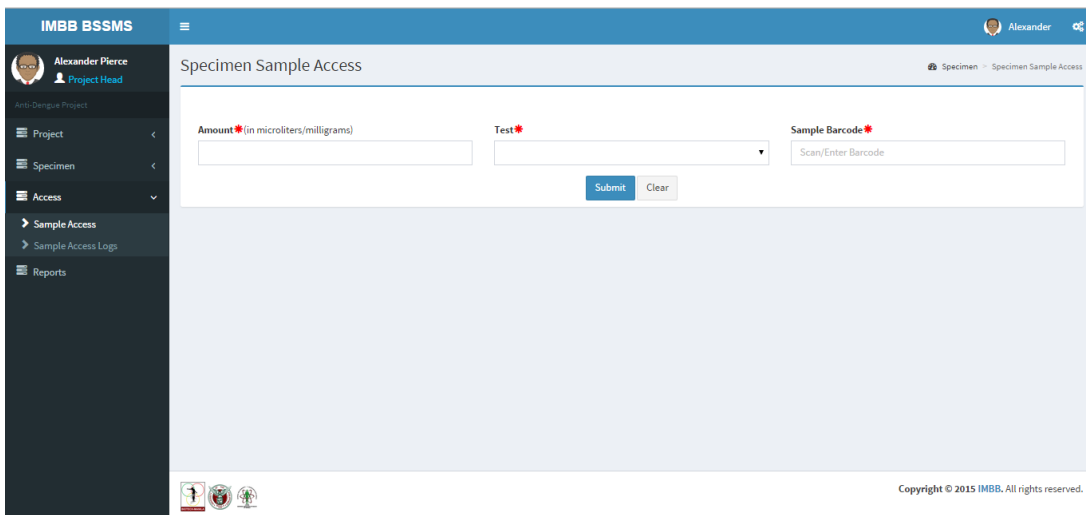 IMBB BSSMS
Alexander
Alexander Pierce
Project Head
Anti-Dengue Project
Project
Specimen
Access
Sample Access
Sample Access Logs
Reports
Specimen Sample Access
Specimen > Specimen Sample Access
Amount*(in microliters/milligrams)
Test*
Sample Barcode*
Scan/Enter Barcode
Submit Clear
Copyright © 2015 IMBB. All rights reserved.